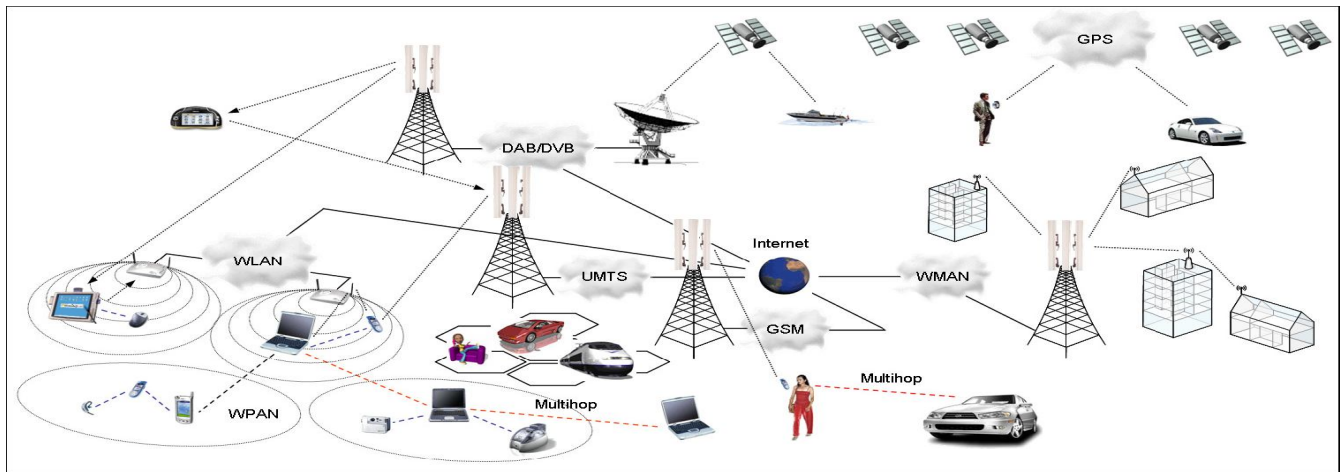 GPS
DAB/DVB
Internet
WLAN
UMTS
WMAN
GSM
Multihop
WPAN
Multihop